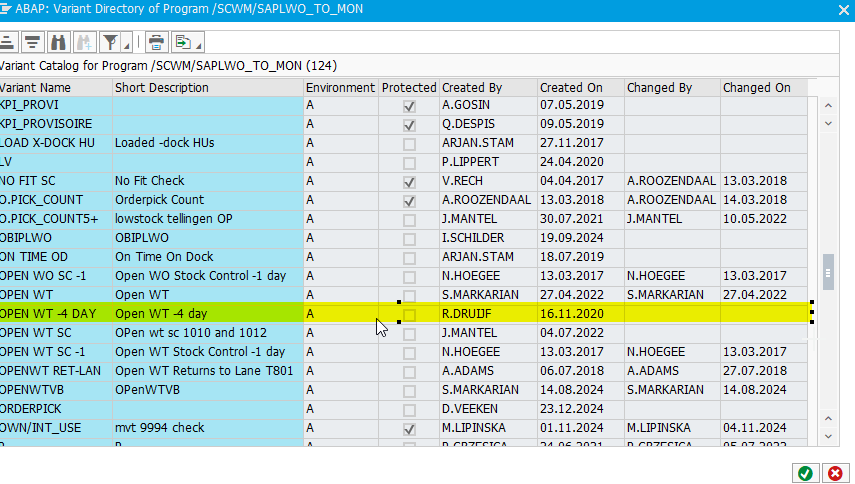 ABAP: Variant Directory of Program /SCWM/SAPLWO_TO_MON
Variant Catalog for Program /SCWM/SAPLWO_TO_MON (124)
Variant Name Short Description Environment Protected Created By Created On Changed By Changed On
KPI_PROVI A A.GOSIN 07.05.2019
KPI_PROVISOIRE A Q.DESPIS 09.05.2019
LOAD X-DOCK HU Loaded -dock HUs A ARJAN.STAM 27.11.2017
LV A P.LIPPERT 24.04.2020
NO FIT SC No Fit Check A V.RECH 04.04.2017 A.ROOZENDAAL 13.03.2018
O.PICK_COUNT Orderpick Count A A.ROOZENDAAL 13.03.2018 A.ROOZENDAAL 14.03.2018
O.PICK_COUNT5+ lowstock tellingen OP A J.MANTEL 30.07.2021 J.MANTEL 10.05.2022
OBIPLWO OBIPLWO A I.SCHILDER 19.09.2024
ON TIME OD On Time On Dock A ARJAN.STAM 18.07.2019
OPEN WO SC -1 Open WO Stock Control -1 day A N.HOEGEE 13.03.2017 N.HOEGEE 13.03.2017
OPEN WT Open WT A S.MARKARIAN 27.04.2022 S.MARKARIAN 27.04.2022
OPEN WT -4 DAY Open WT -4 day A R.DRUIJF 16.11.2020
OPEN WT SC OPen wt sc 1010 and 1012 A J.MANTEL 04.07.2022
OPEN WT SC -1 Open WT Stock Control -1 day A N.HOEGEE 13.03.2017 N.HOEGEE 13.03.2017
OPENWT RET-LAN Open WT Returns to Lane T801 A A.ADAMS 06.07.2018 A.ADAMS 27.07.2018
OPENWTVB OPenWTVB A S.MARKARIAN 14.08.2024 S.MARKARIAN 14.08.2024
ORDERPICK A D.VEEKEN 23.12.2024
OWN/INT_USE mvt 9994 check A M.LIPINSKA 01.11.2024 M.LIPINSKA 04.11.2024